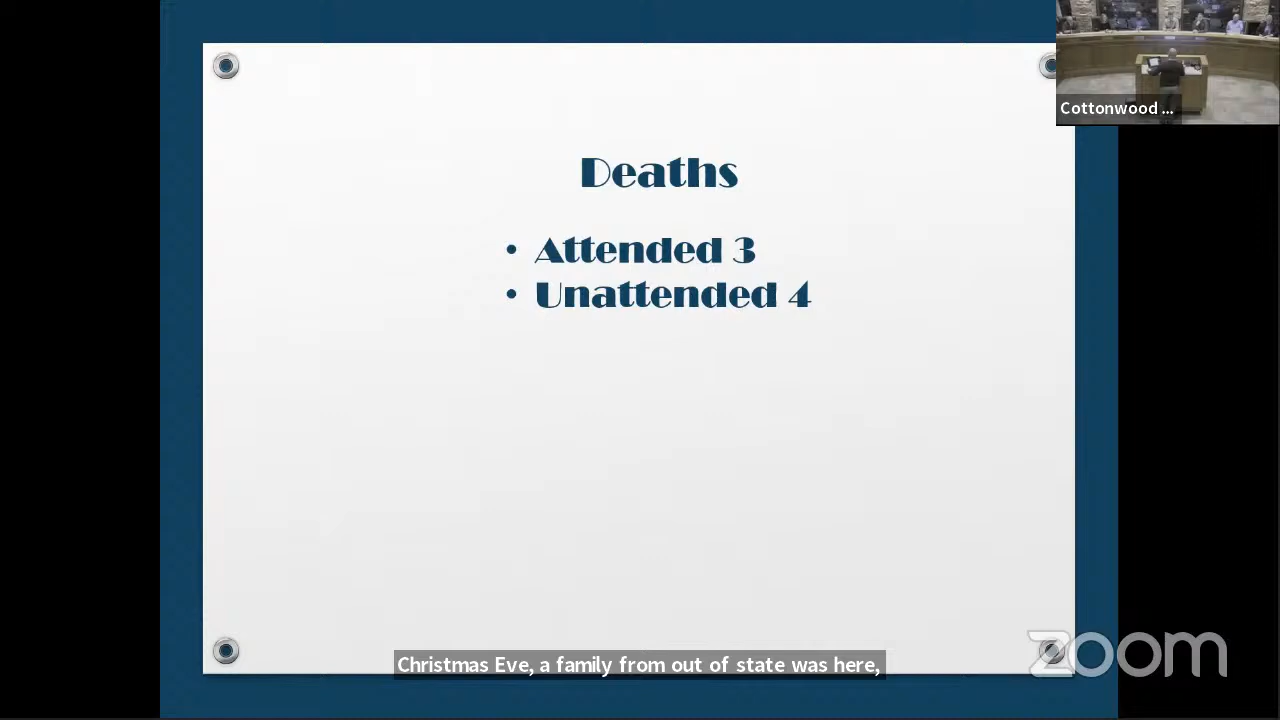 Cottonwood ...
Deaths
• Attended 3
• Unattended 4
Christmas Eve, a family from out of state was here,
zoom